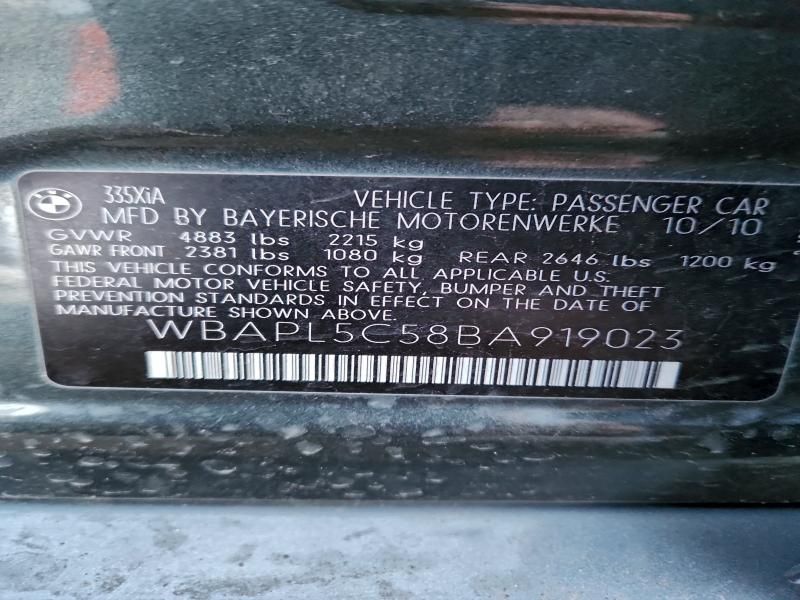 BMW
335XiA VEHICLE TYPE: PASSENGER CAR
MFD BY BAYERISCHE MOTORENWERKE 10/10
GVWR 4883 lbs 2215 kg
GAWR FRONT 2381 lbs 1080 kg REAR 2646 lbs 1200 kg
THIS VEHICLE CONFORMS TO ALL APPLICABLE U.S.
FEDERAL MOTOR VEHICLE SAFETY, BUMPER AND THEFT
PREVENTION STANDARDS IN EFFECT ON THE DATE OF
MANUFACTURE SHOWN ABOVE.
WBAPL5C58BA919023